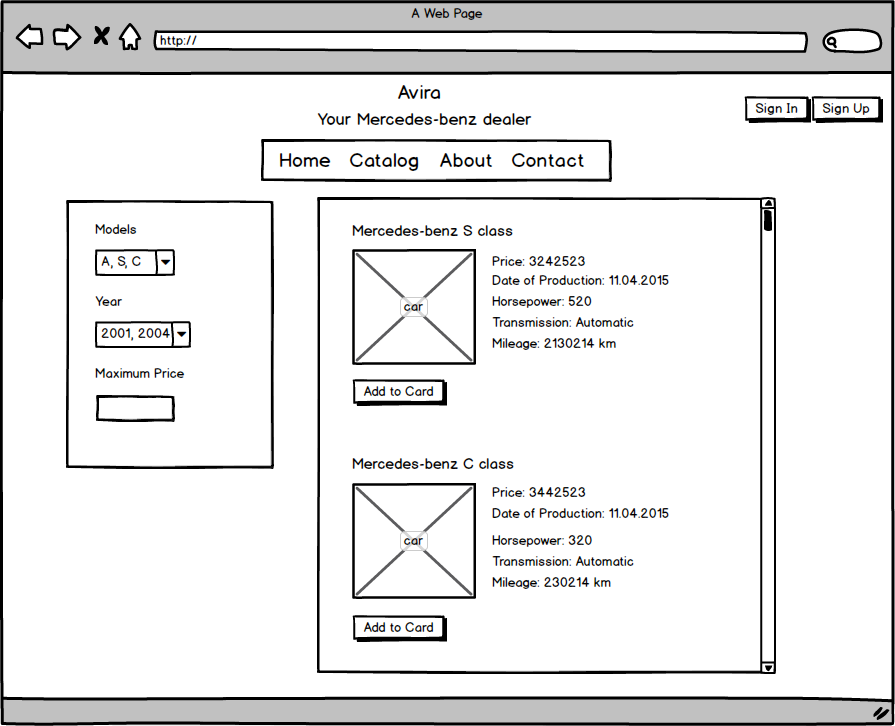 A Web Page
http://
Avira
Your Mercedes-benz dealer
Sign In
Sign Up
Home Catalog About Contact
Models
A, S, C
Year
2001, 2004
Maximum Price
Mercedes-benz S class
car
Price: 3242523
Date of Production: 11.04.2015
Horsepower: 520
Transmission: Automatic
Mileage: 2130214 km
Add to Card
Mercedes-benz C class
car
Price: 3442523
Date of Production: 11.04.2015
Horsepower: 320
Transmission: Automatic
Mileage: 230214 km
Add to Card